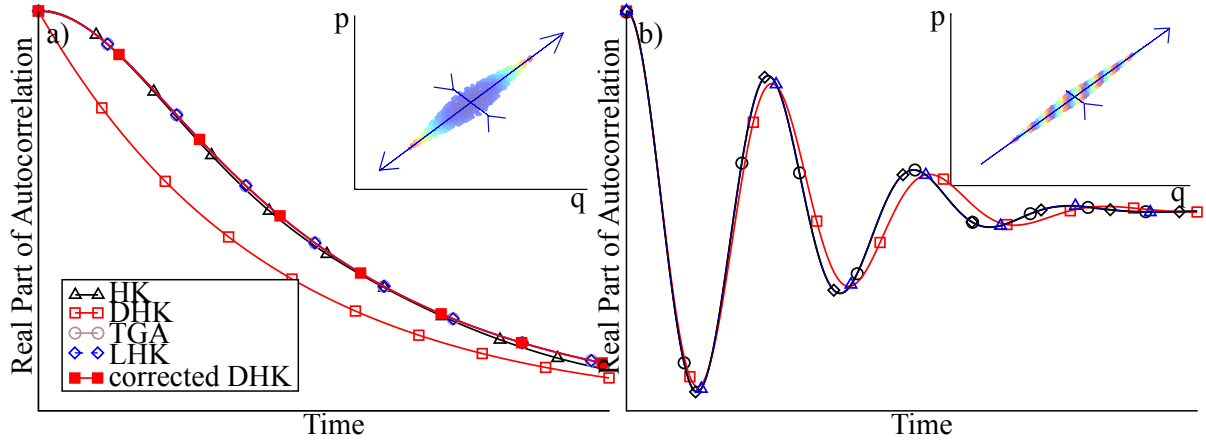 a)
p
q
Real Part of Autocorrelation
HK
DHK
TGA
LHK
corrected DHK
Time
b)
p
q
Real Part of Autocorrelation
Time